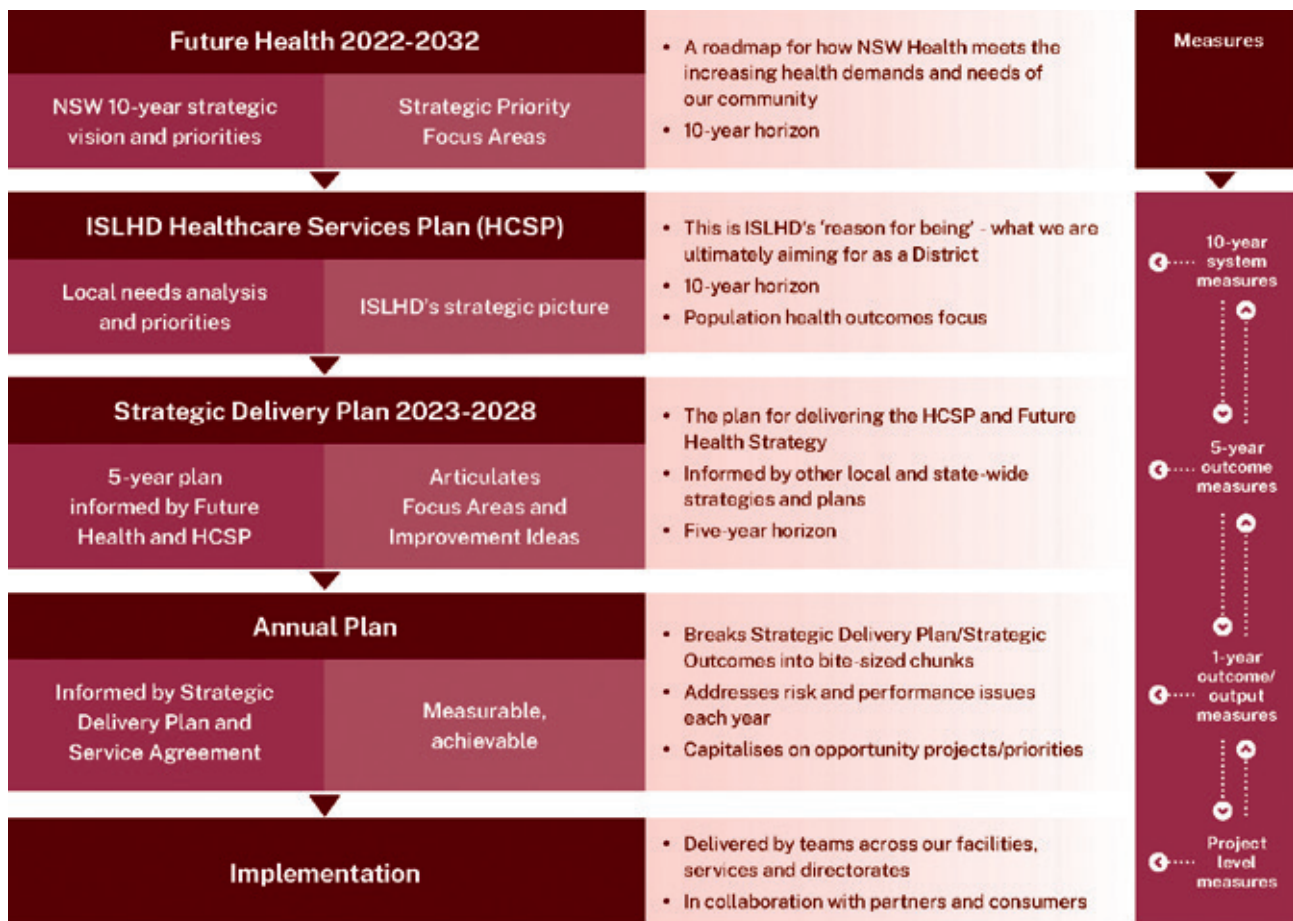 Future Health 2022-2032
NSW 10-year strategic
vision and priorities
Strategic Priority
Focus Areas
• A roadmap for how NSW Health meets the
increasing health demands and needs of
our community
• 10-year horizon
Measures
ISLHD Healthcare Services Plan (HCSP)
Local needs analysis
and priorities
ISLHD's strategic picture
• This is ISLHD's 'reason for being' - what we are
ultimately aiming for as a District
• 10-year horizon
• Population health outcomes focus
10-year
system
measures
Strategic Delivery Plan 2023-2028
5-year plan
informed by Future
Health and HCSP
Articulates
Focus Areas and
Improvement Ideas
• The plan for delivering the HCSP and Future
Health Strategy
• Informed by other local and state-wide
strategies and plans
• Five-year horizon
5-year
outcome
measures
Annual Plan
Informed by Strategic
Delivery Plan and
Service Agreement
Measurable,
achievable
• Breaks Strategic Delivery Plan/Strategic
Outcomes into bite-sized chunks
• Addresses risk and performance issues
each year
• Capitalises on opportunity projects/priorities
1-year
outcome/
output
measures
Implementation
• Delivered by teams across our facilities,
services and directorates
• In collaboration with partners and consumers
Project
level
measures